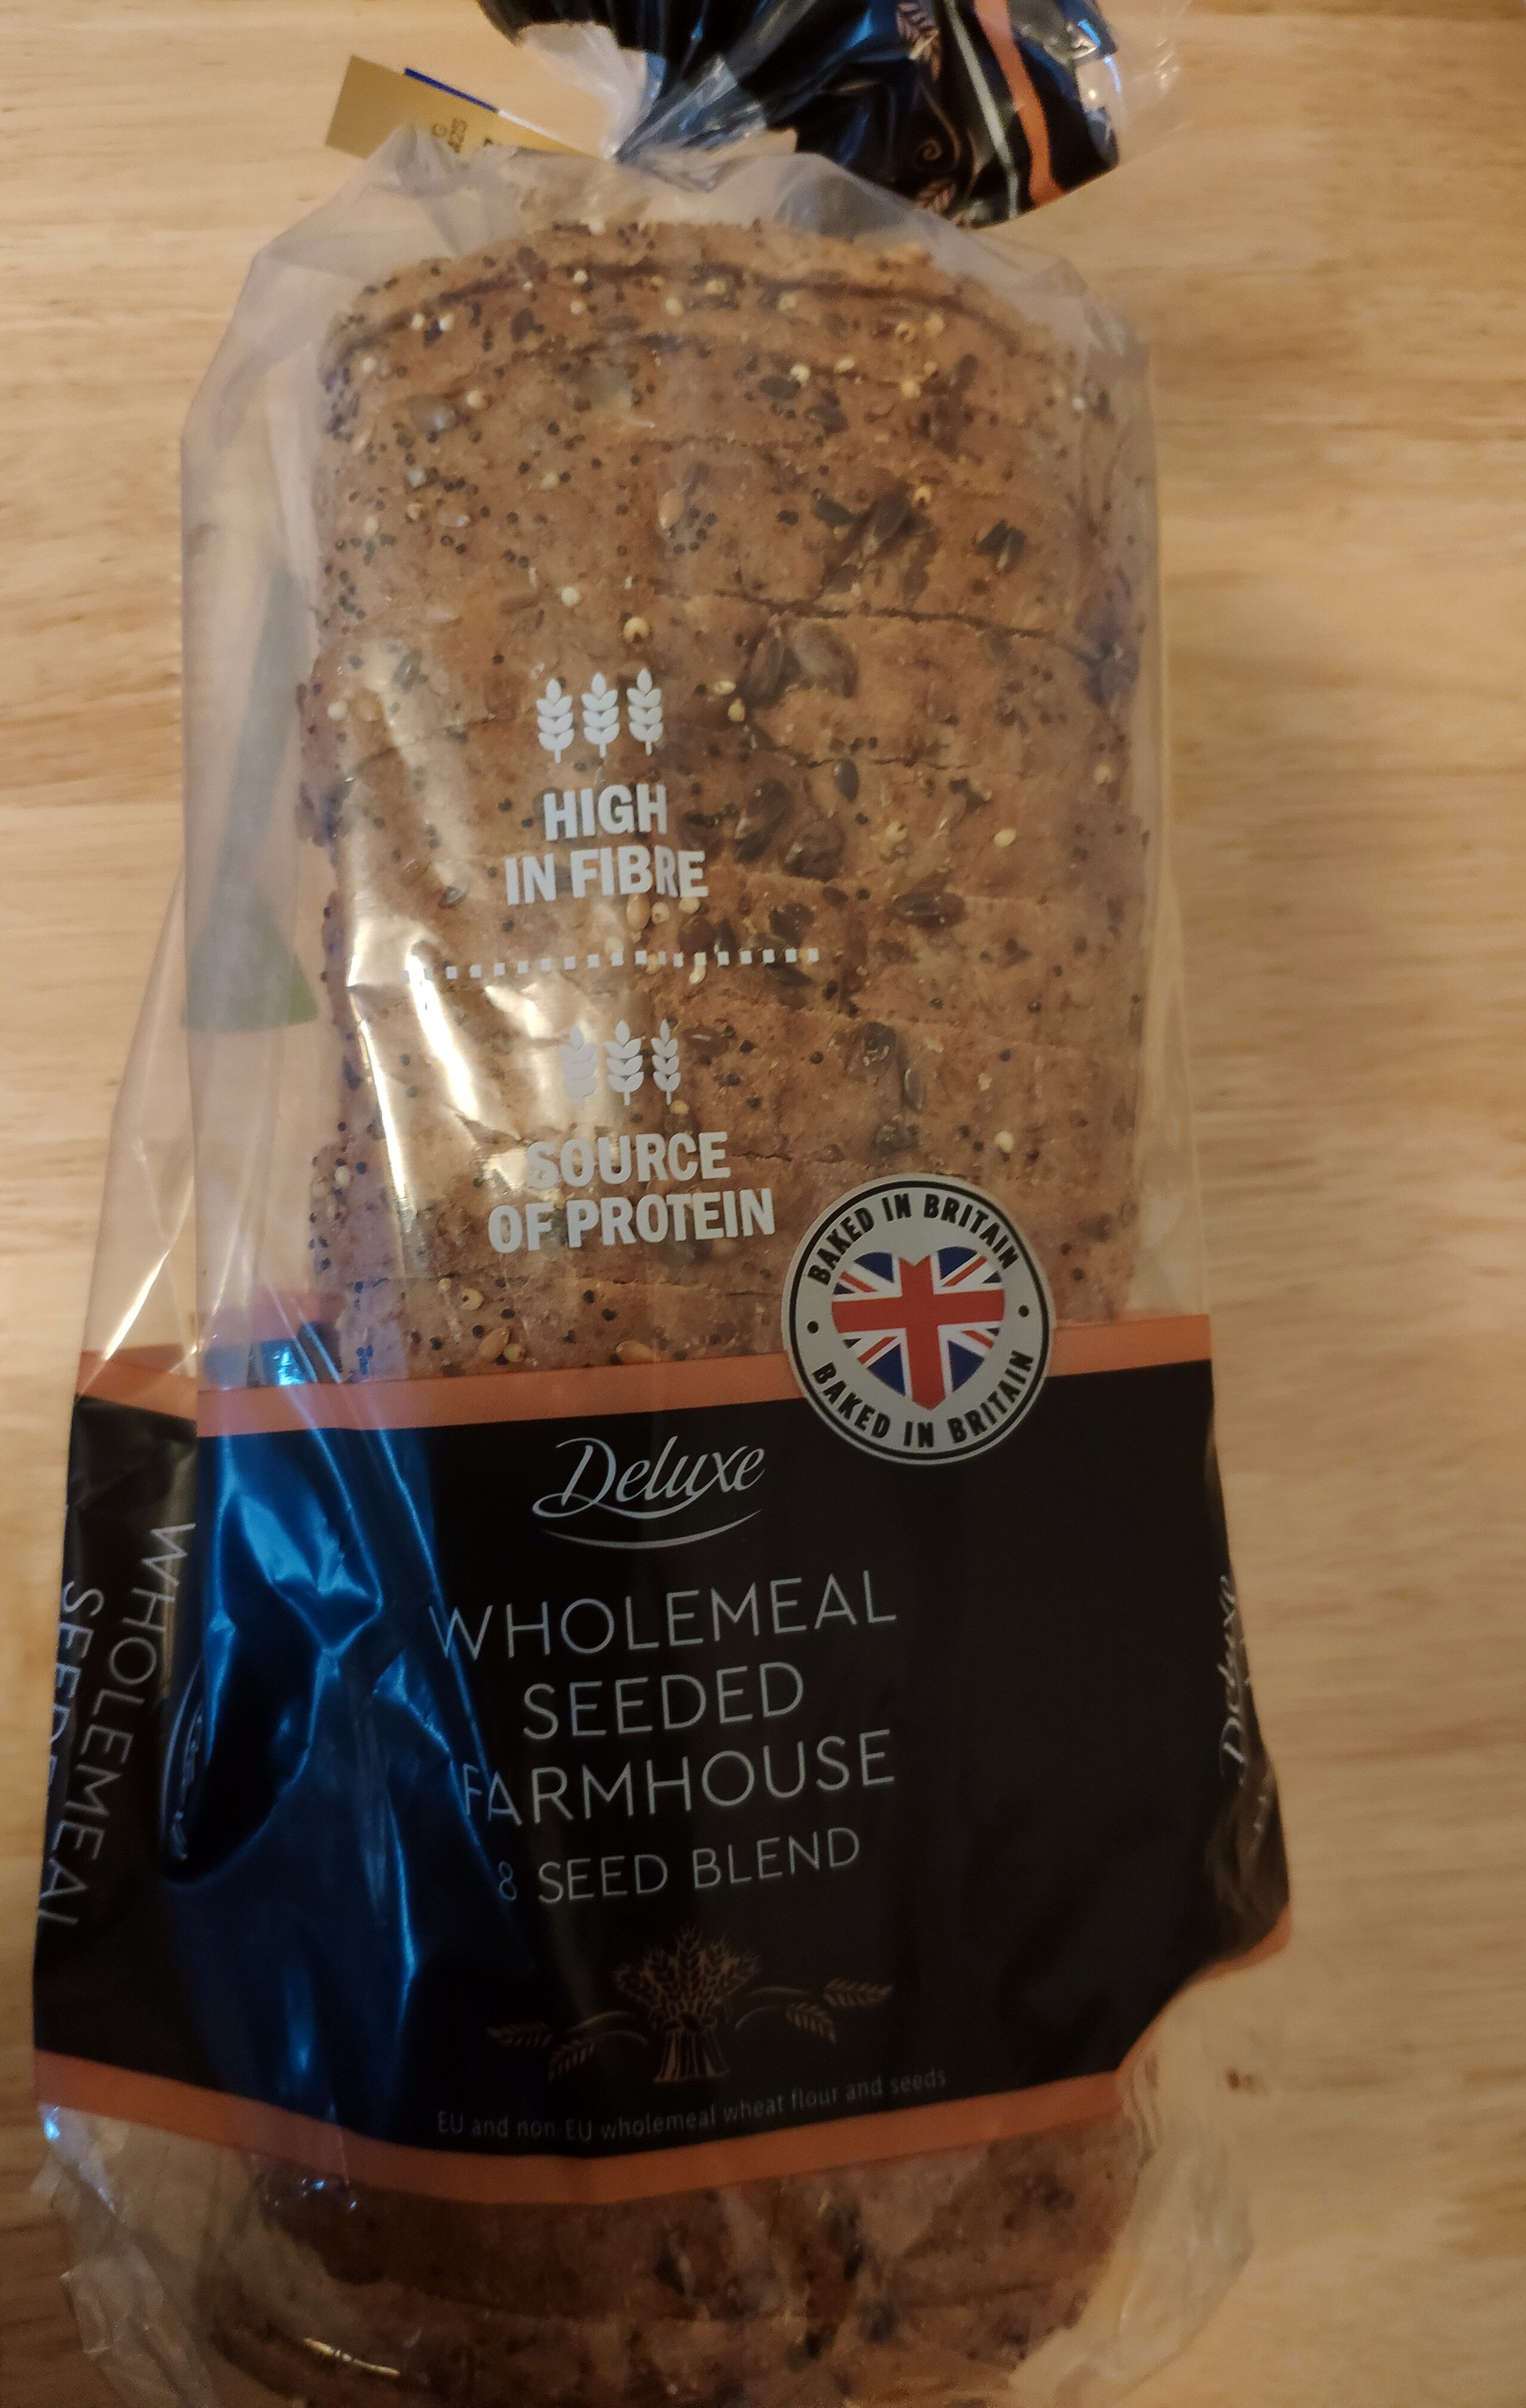 HIGH
IN FIBRE
SOURCE
OF PROTEIN
BAKED IN BRITAIN
BAKED IN BRITAIN
Deluxe
WHOLEMEAL
SEEDED
FARMHOUSE
8 SEED BLEND
EU and non-EU wholemeal wheat flour and seeds
WHOLEMEAL
Deluxe